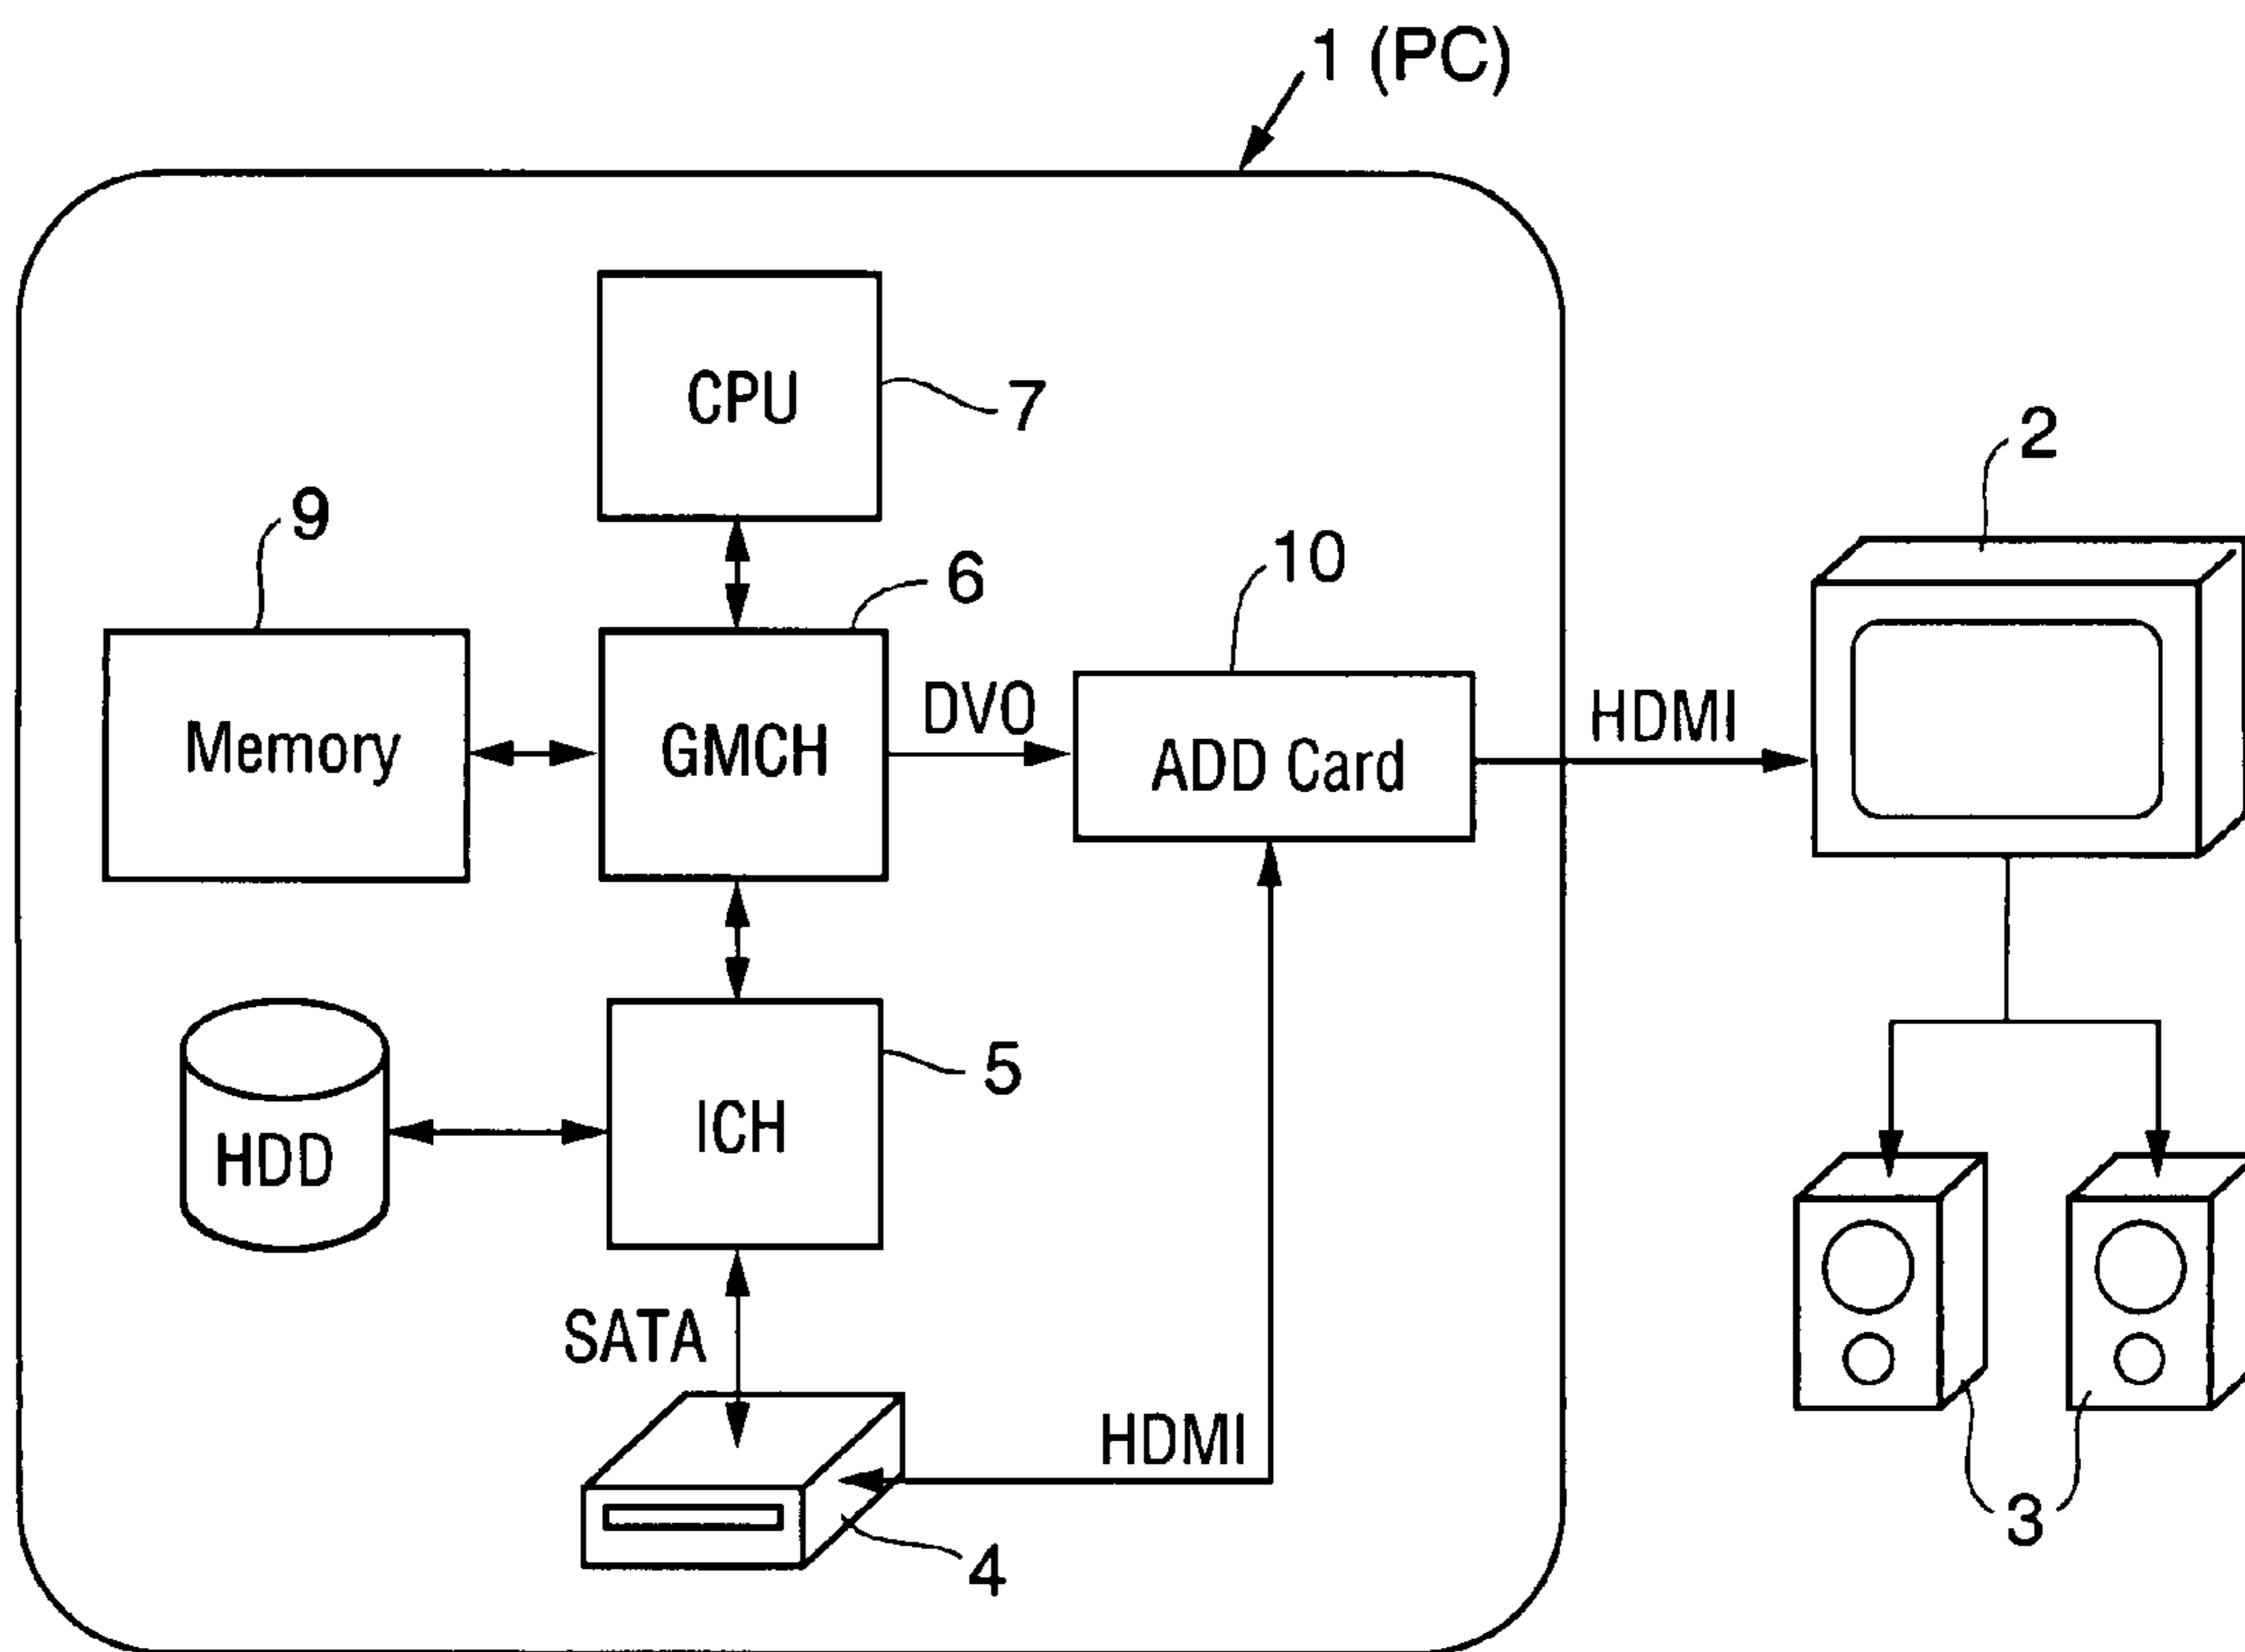 1 (PC)
CPU
7
2
9
6
10
Memory
GMCH
DVO
ADD Card
HDMI
5
HDD
ICH
SATA
HDMI
4
3